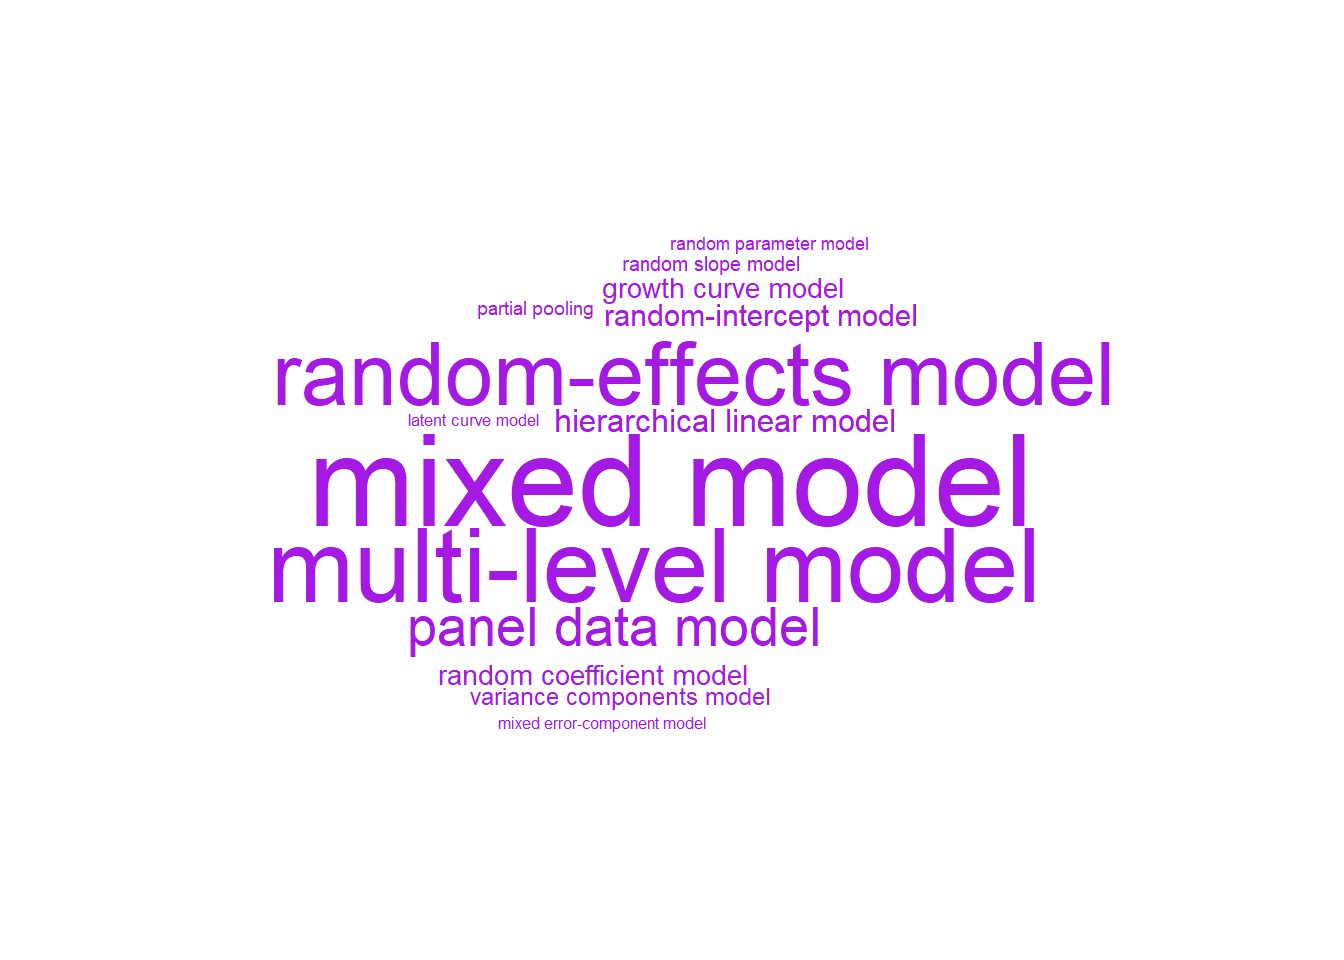 random parameter model
random slope model
growth curve model
partial pooling
random-intercept model
random-effects model
latent curve model
hierarchical linear model
mixed model
multi-level model
panel data model
random coefficient model
variance components model
mixed error-component model